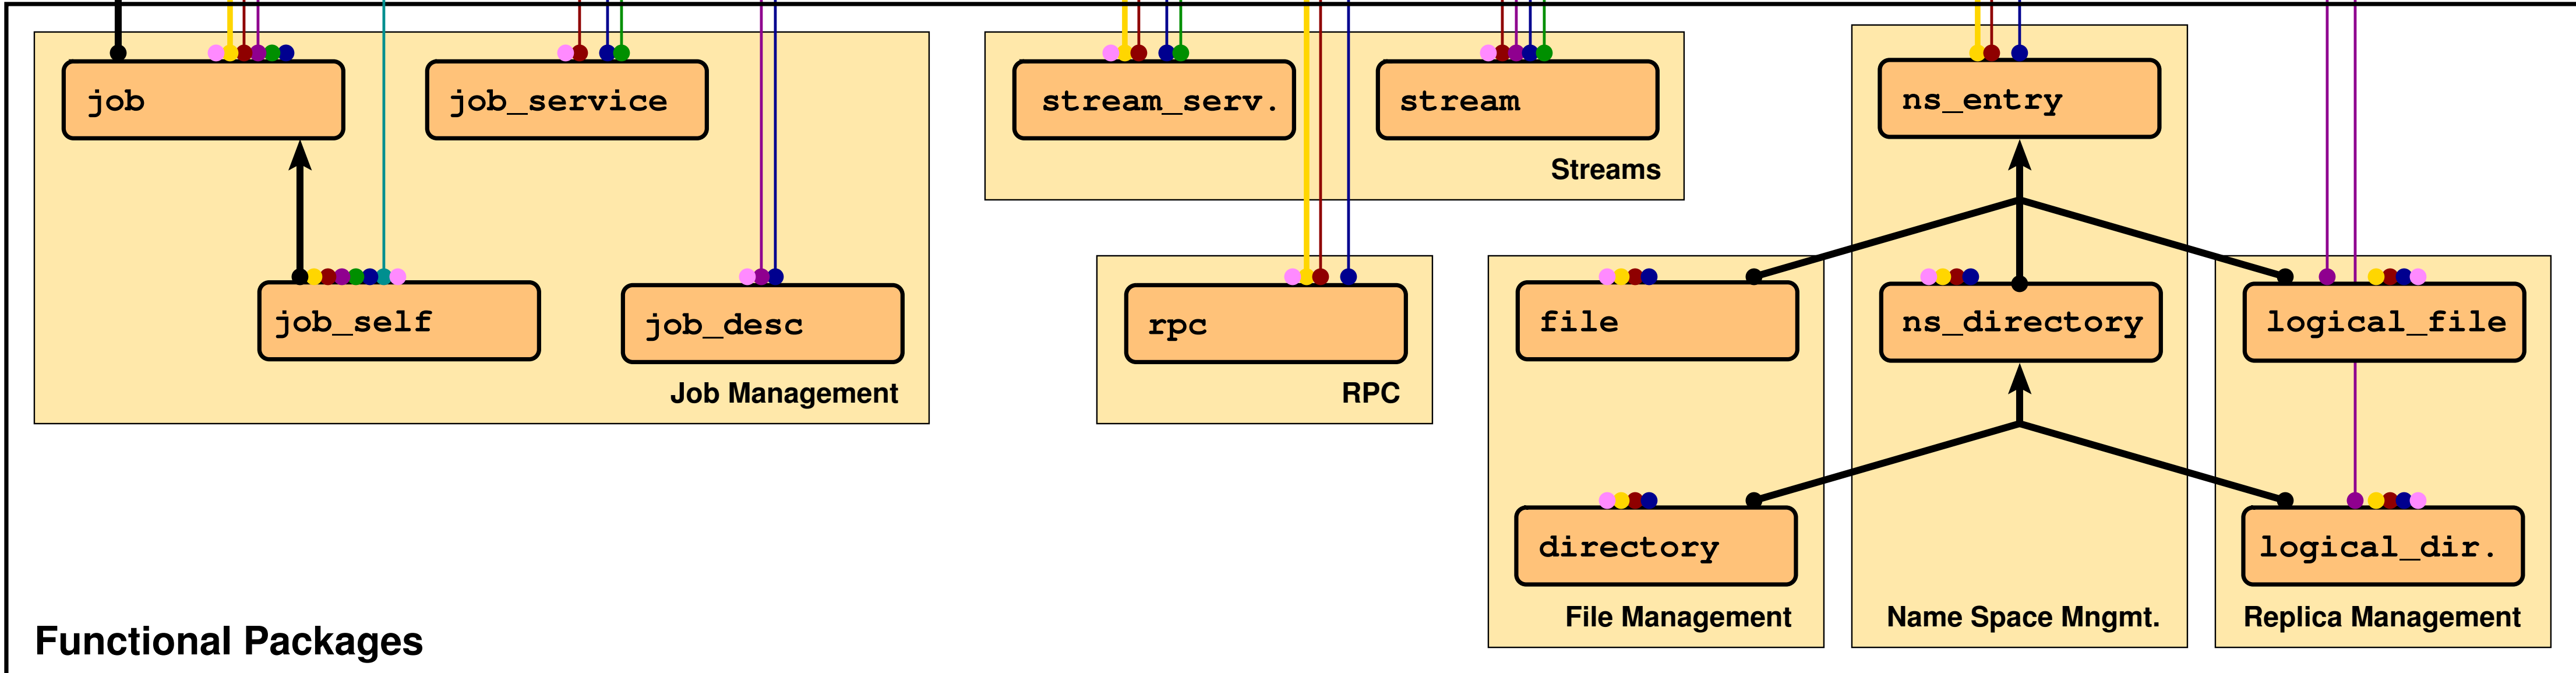 job
job_service
job_self
job_desc
Job Management
stream_serv.
stream
Streams
rpc
RPC
ns_entry
file
ns_directory
logical_file
directory
logical_dir.
File Management
Name Space Mngmt.
Replica Management
Functional Packages